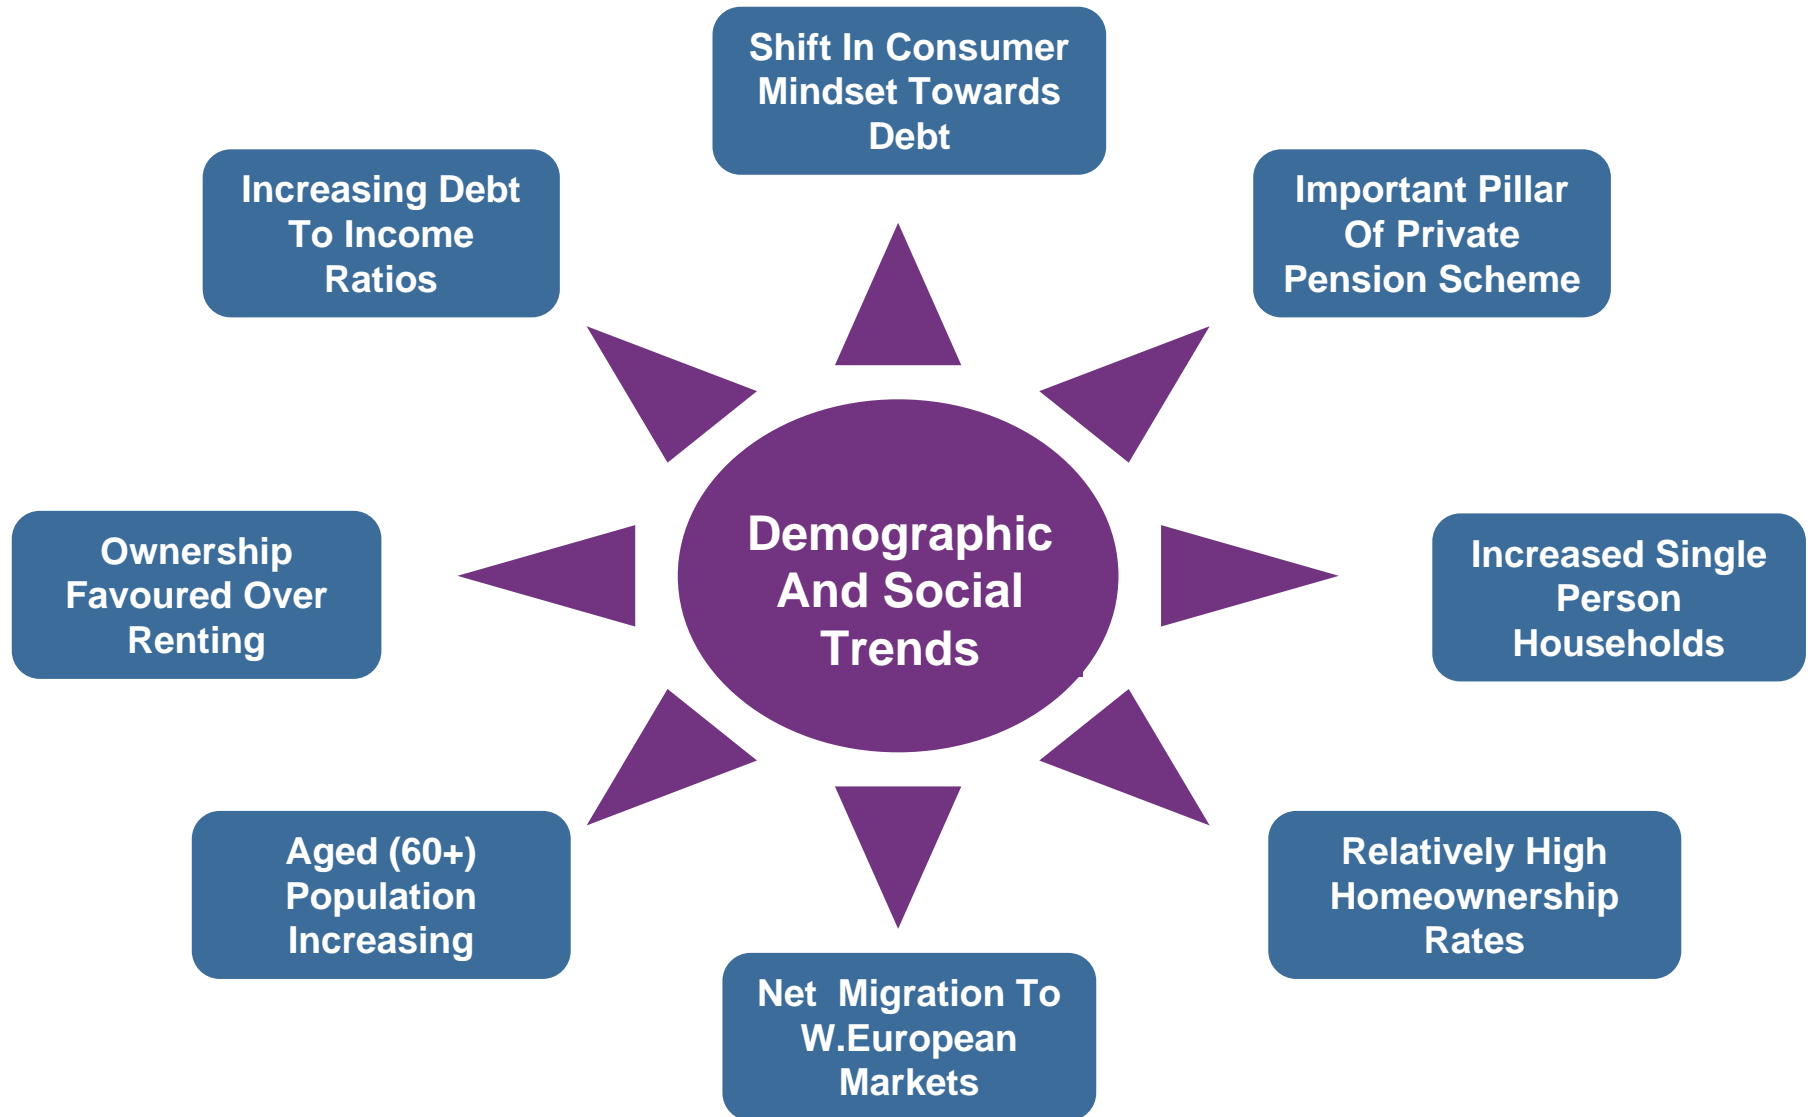 Shift In Consumer
Mindset Towards
Debt
Increasing Debt
To Income
Ratios
Important Pillar
Of Private
Pension Scheme
Demographic
And Social
Trends
Ownership
Favoured Over
Renting
Increased Single
Person
Households
Aged (60+)
Population
Increasing
Relatively High
Homeownership
Rates
Net  Migration To
W.European
Markets